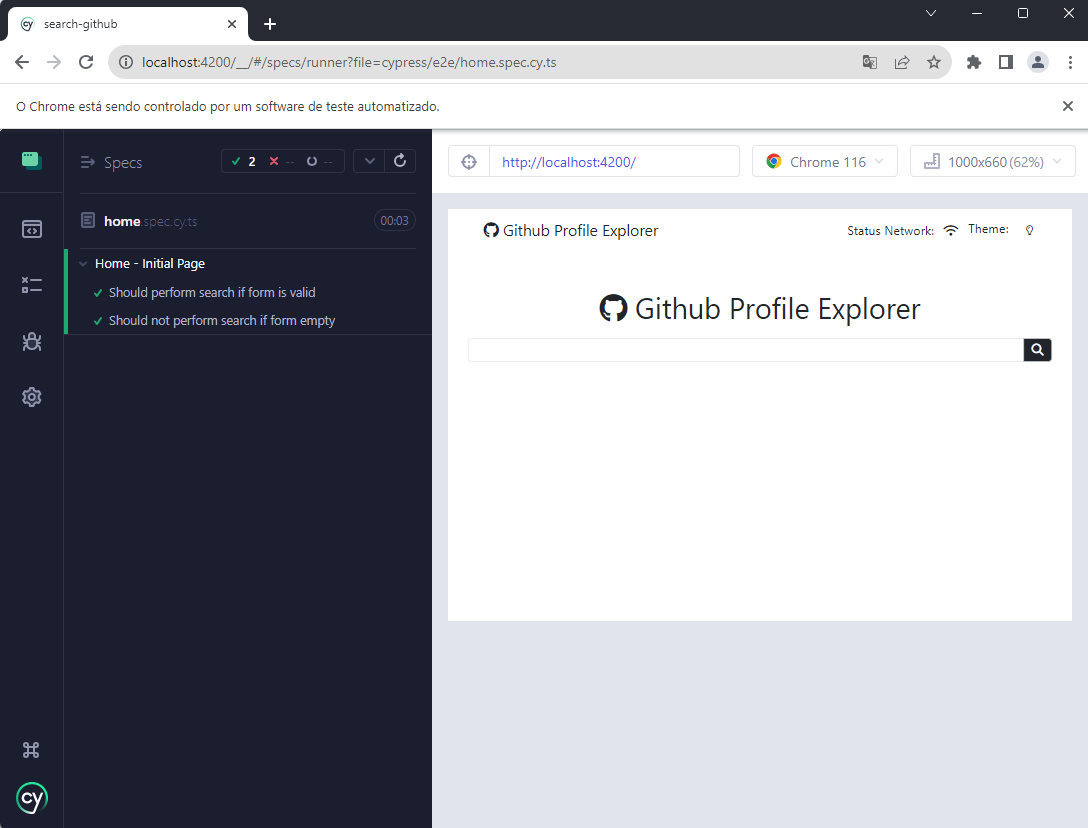 search-github
localhost:4200/__/#/specs/runner?file=cypress/e2e/home.spec.cy.ts
O Chrome está sendo controlado por um software de teste automatizado.
Specs
2 -- --
http://localhost:4200/
Chrome 116
1000x660 (62%)
home.spec.cy.ts
00:03
Github Profile Explorer
Status Network:
Theme:
Home - Initial Page
Should perform search if form is valid
Should not perform search if form empty
Github Profile Explorer
cy